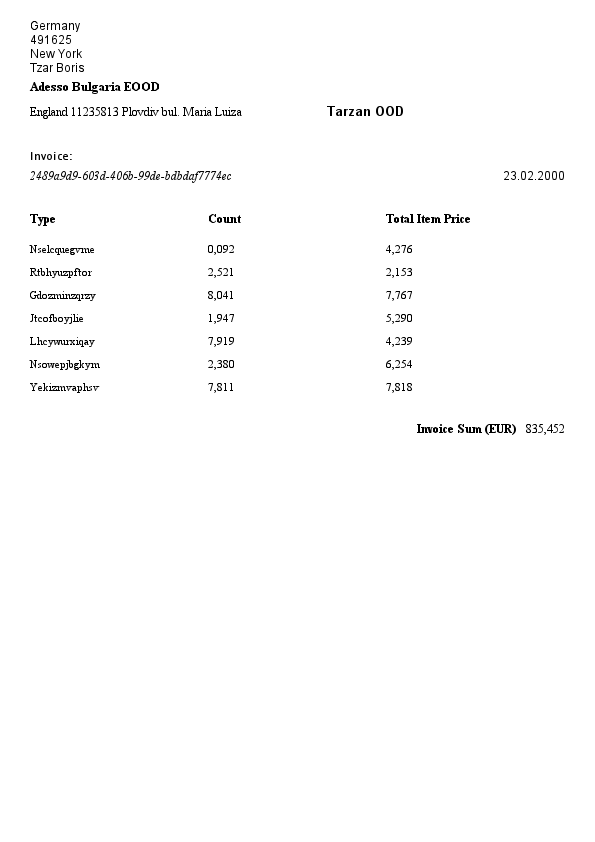 Germany
491625
New York
Tzar Boris
Adesso Bulgaria EOOD
England 11235813 Plovdiv bul. Maria Luiza Tarzan OOD
Invoice:
2489a9d9-603d-406b-99de-bdbdaf7774ec 23.02.2000
Type Count Total Item Price
Nselcquegvme 0,092 4,276
Rtbhyuzpftor 2,521 2,153
Gdozminzqrzy 8,041 7,767
Jtcofboyjlie 1,947 5,290
Lhcywurxiqay 7,919 4,239
Nsowepjbgkym 2,380 6,254
Yekizmvaphsv 7,811 7,818
Invoice Sum (EUR) 835,452